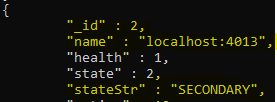 {
"_id" : 2,
"name" : "localhost:4013",
"health" : 1,
"state" : 2,
"stateStr" : "SECONDARY",